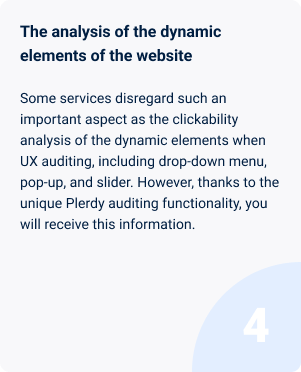 The analysis of the dynamic
elements of the website
Some services disregard such an
important aspect as the clickability
analysis of the dynamic elements when
UX auditing, including drop-down menu,
pop-up, and slider. However, thanks to the
unique Plerdy auditing functionality, you
will receive this information.
4